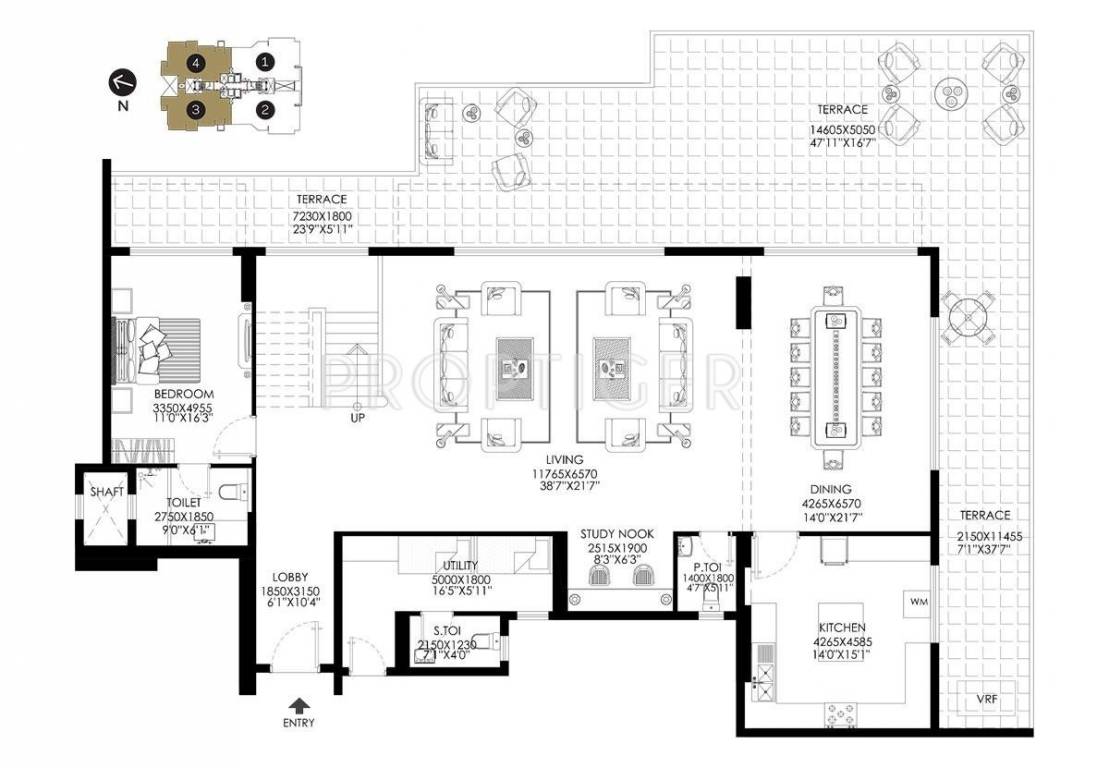 4
1
3
2
N
TERRACE
14605X5050
47'11"X16'7"
TERRACE
7230X1800
23'9"X5'11"
BEDROOM
3350X4955
11'0"X16'3"
UP
PROPTIGER
LIVING
11765X6570
38'7"X21'7"
DINING
4265X6570
14'0"X21'7"
SHAFT
TOILET
2750X1850
9'0"X6'1"
TERRACE
2150X11455
7'1"X37'7"
STUDY NOOK
2515X1900
8'3"X6'3"
LOBBY
1850X3150
6'1"X10'4"
UTILITY
5000X1800
16'5"X5'11"
P.TOI
1400X1800
4'7"X5'11"
S.TOI
2150X1230
7'1"X4'0"
WM
KITCHEN
4265X4585
14'0"X15'1"
VRF
ENTRY